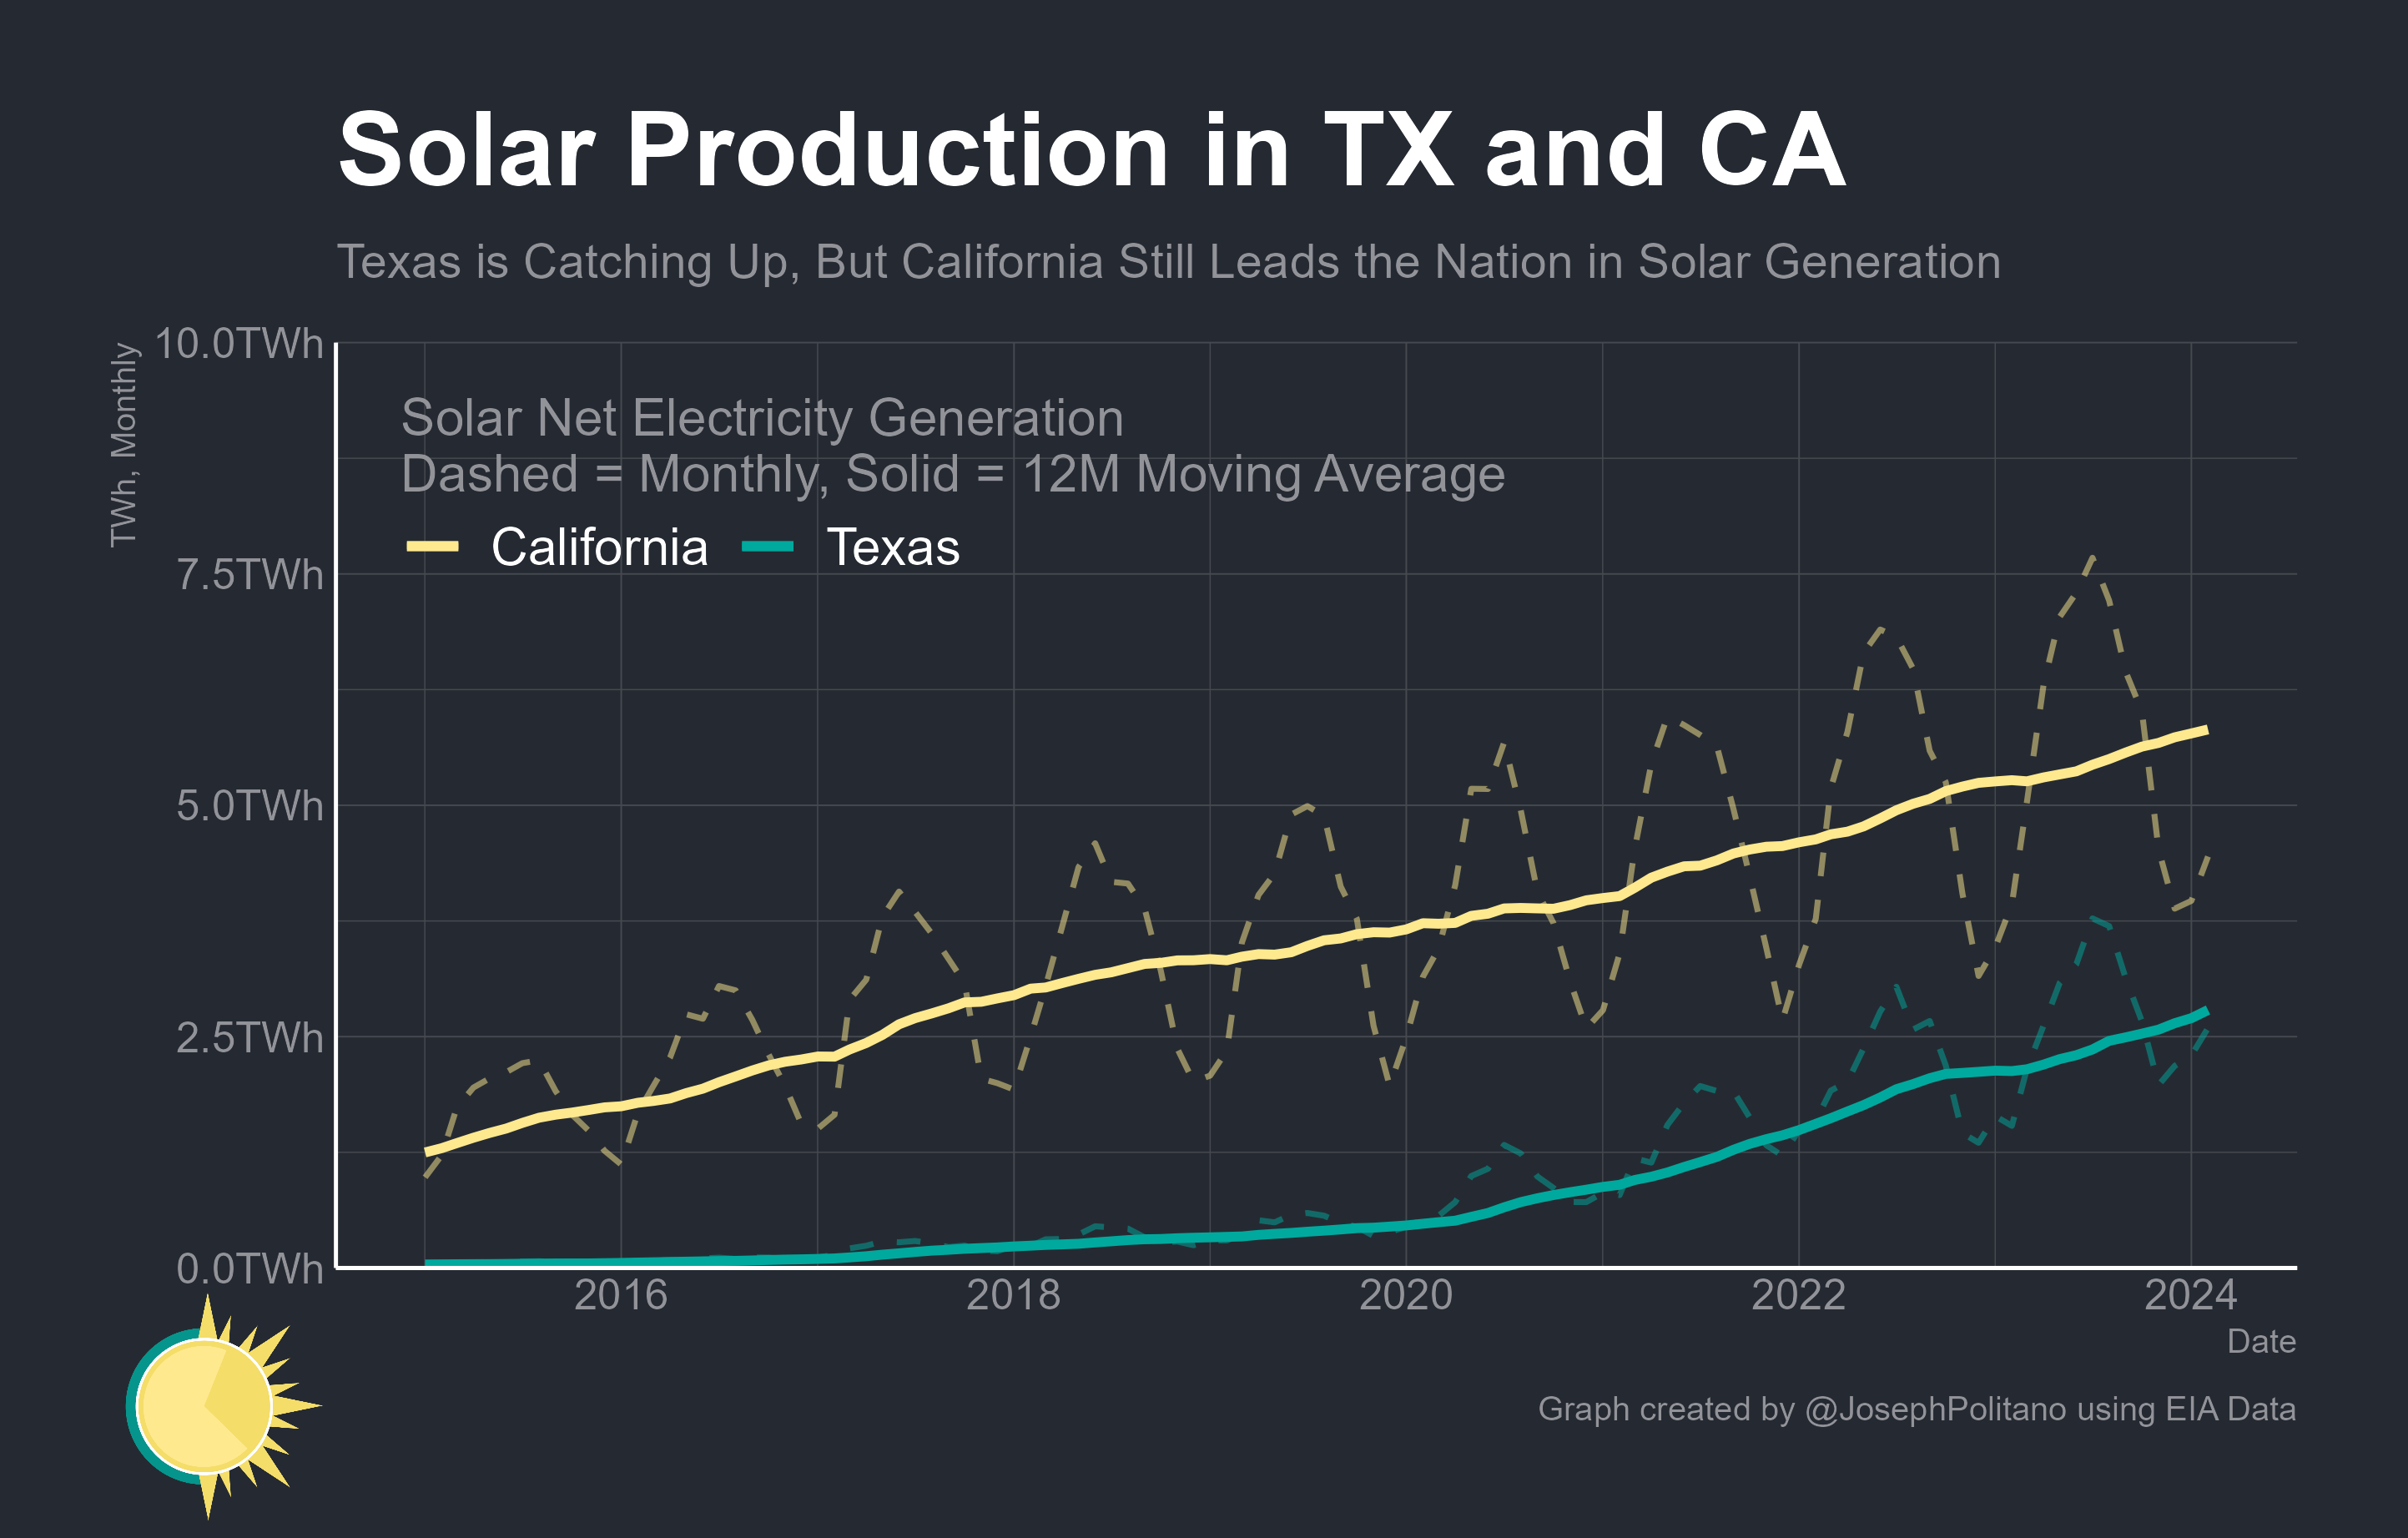 Solar Production in TX and CA
Texas is Catching Up, But California Still Leads the Nation in Solar Generation
TWh, Monthly
10.0TWh
7.5TWh
5.0TWh
2.5TWh
0.0TWh
Solar Net Electricity Generation
Dashed = Monthly, Solid = 12M Moving Average
California Texas
2016 2018 2020 2022 2024
Date
Graph created by @JosephPolitano using EIA Data